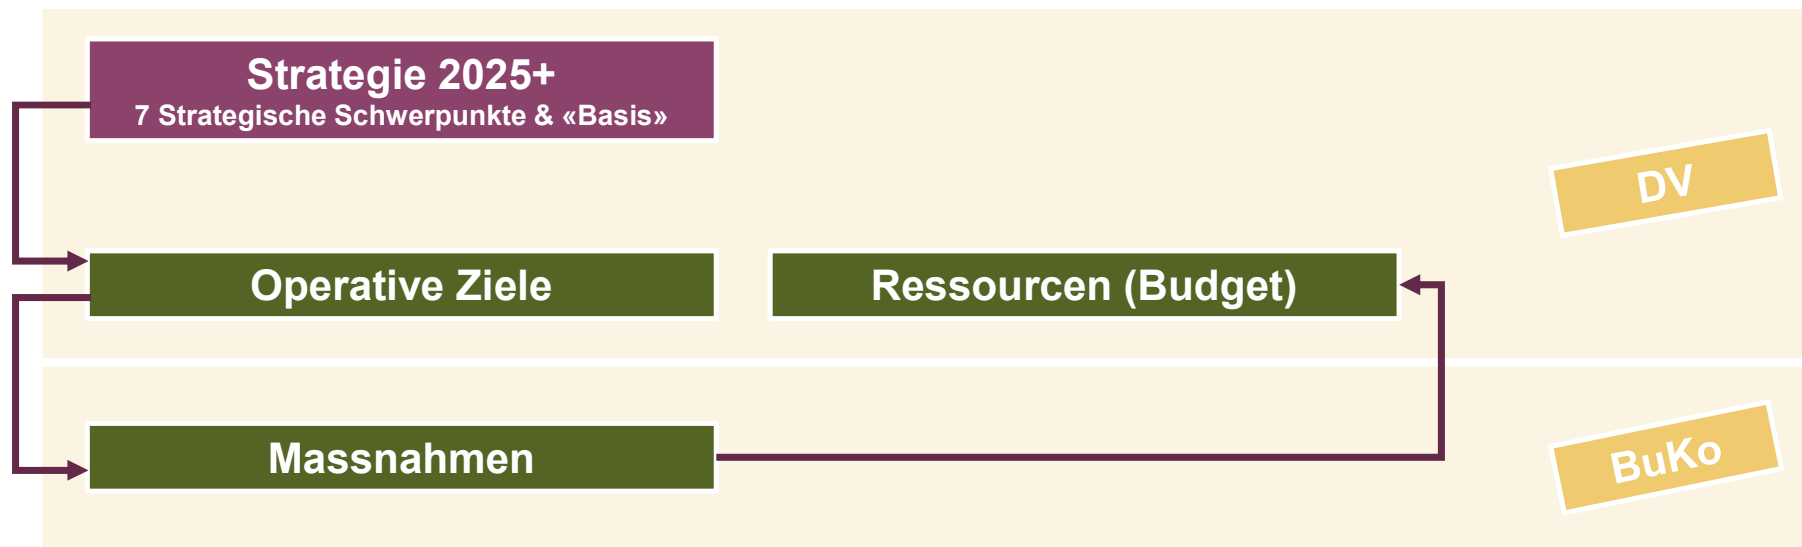 Strategie 2025+
7 Strategische Schwerpunkte & «Basis»
DV
Operative Ziele
Ressourcen (Budget)
Massnahmen
BuKo